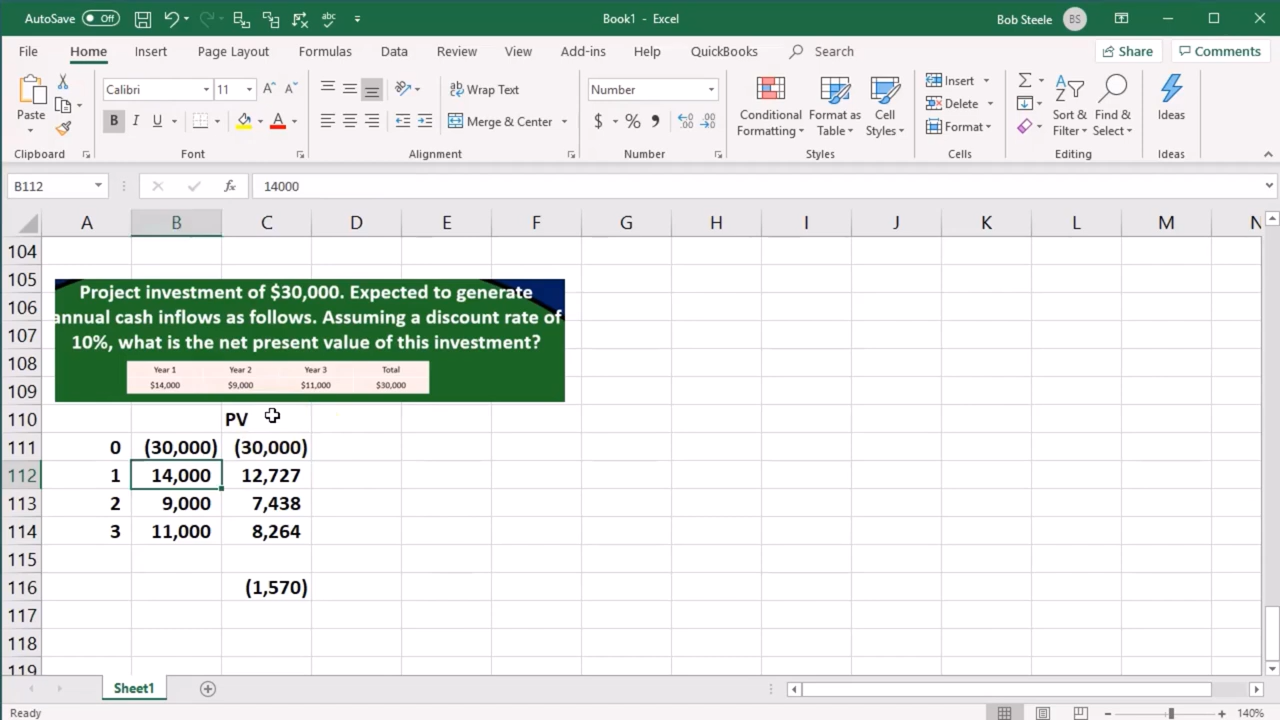 AutoSave Off Book1 - Excel Bob Steele BS
File Home Insert Page Layout Formulas Data Review View Add-ins Help QuickBooks Search Share Comments
Paste Calibri 11 A A Wrap Text Number Conditional Formatting Format as Table Cell Styles Insert Sort & Filter Find & Select Ideas
B I U A Merge & Center $ % Delete
Format
Clipboard Font Alignment Number Styles Cells Editing Ideas
B112 fx 14000
A B C D E F G H I J K L M N
104
105
106
107
108
109
Project investment of $30,000. Expected to generate
annual cash inflows as follows. Assuming a discount rate of
10%, what is the net present value of this investment?
Year 1 Year 2 Year 3 Total
$14,000 $9,000 $11,000 $30,000
110 PV
111 0 (30,000) (30,000)
112 1 14,000 12,727
113 2 9,000 7,438
114 3 11,000 8,264
115
116 (1,570)
117
118
119
Sheet1
Ready 140%